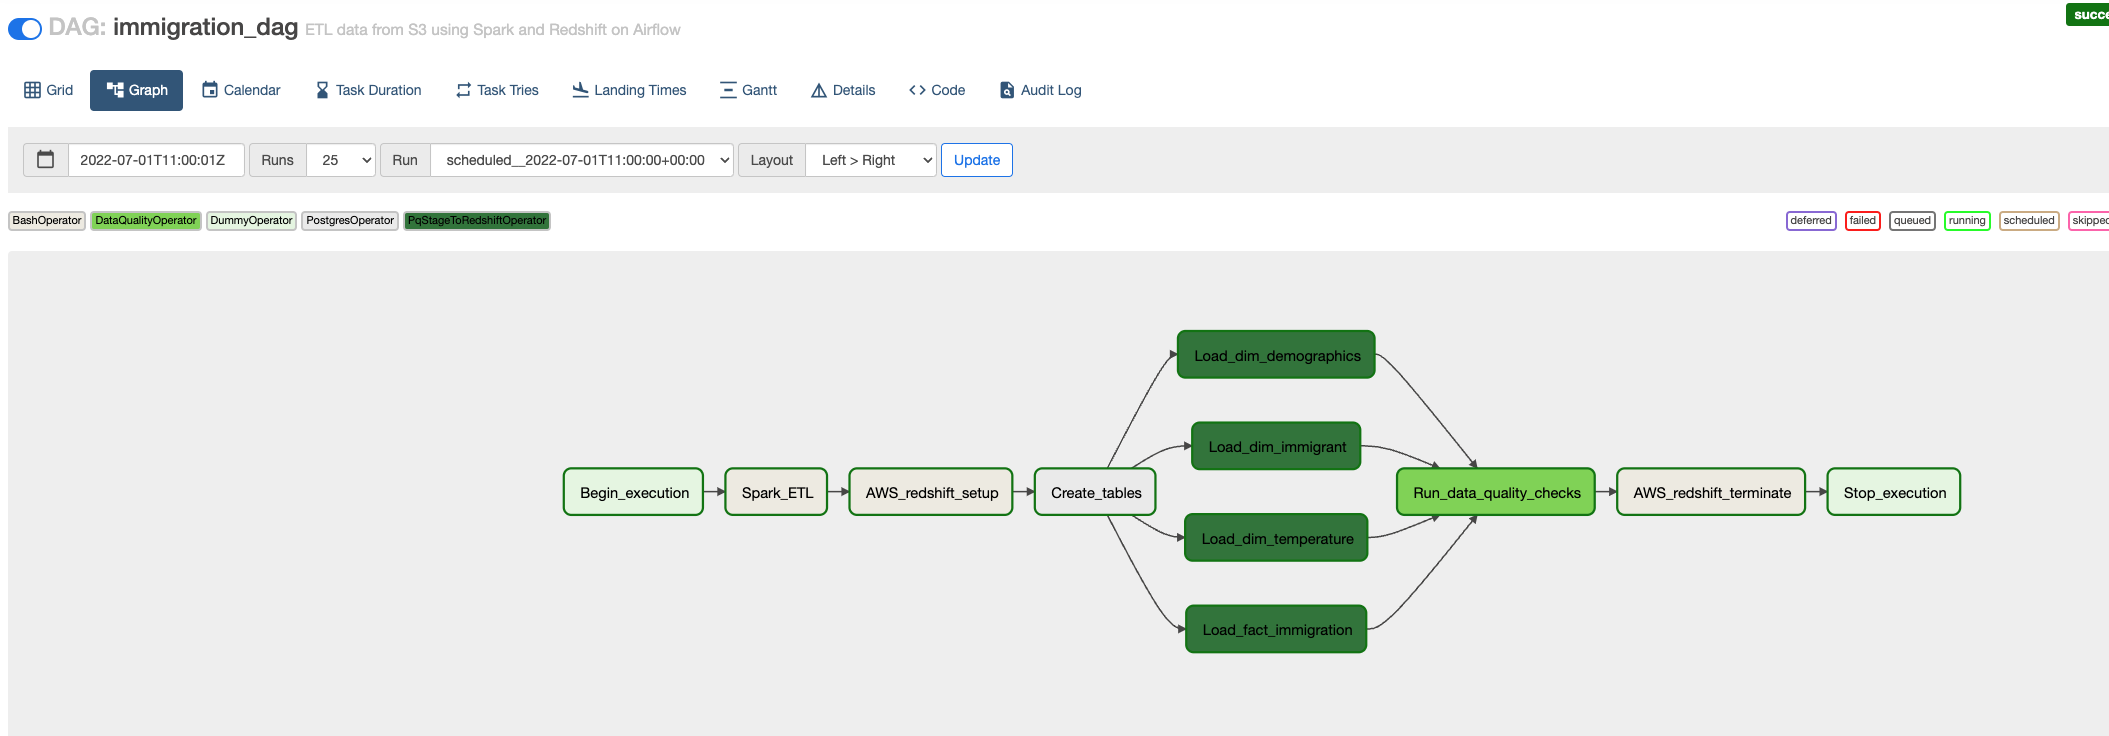 DAG: immigration_dag ETL data from S3 using Spark and Redshift on Airflow
Grid Graph Calendar Task Duration Task Tries Landing Times Gantt Details Code Audit Log
2022-07-01T11:00:01Z Runs 25 Run scheduled__2022-07-01T11:00:00+00:00 Layout Left > Right Update
BashOperator DataQualityOperator DummyOperator PostgresOperator PqStageToRedshiftOperator deferred failed queued running scheduled
Load_dim_demographics
Load_dim_immigrant
Begin_execution Spark_ETL AWS_redshift_setup Create_tables Run_data_quality_checks AWS_redshift_terminate Stop_execution
Load_dim_temperature
Load_fact_immigration